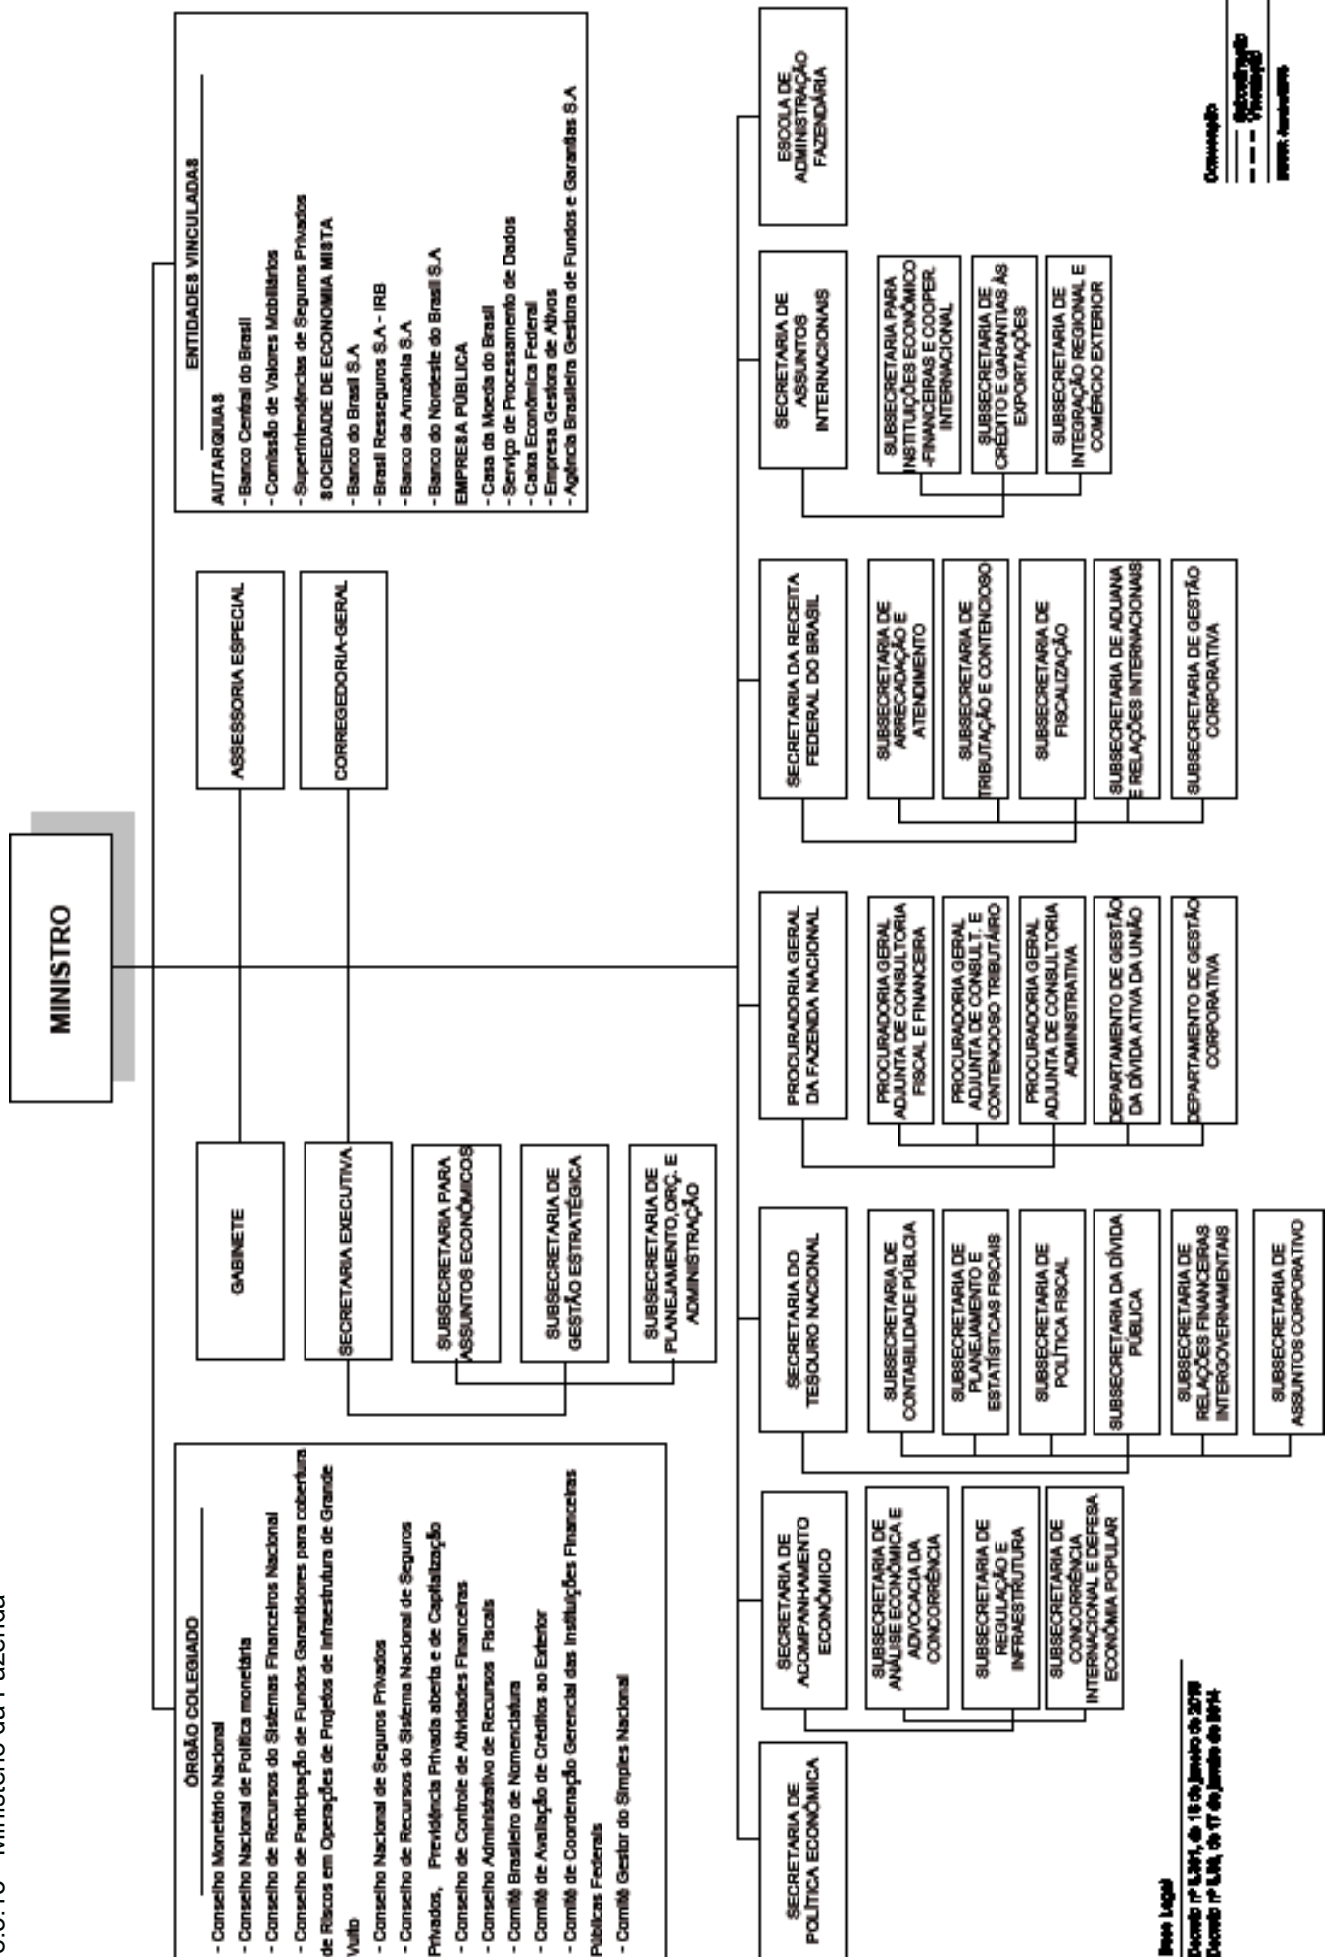 Ministério da Fazenda
MINISTRO
ÓRGÃO COLEGIADO
- Conselho Monetário Nacional
- Conselho Nacional de Política monetária
- Conselho de Recursos do Sistemas Financeiros Nacional
- Conselho de Participação de Fundos Garantidores para cobertura
de Riscos em Operações de Projetos de Infraestrutura de Grande
Vulto
- Conselho Nacional de Seguros Privados
- Conselho de Recursos do Sistema Nacional de Seguros
Privados, Previdência Privada aberta e de Capitalização
- Conselho de Controle de Atividades Financeiras
- Conselho Administrativo de Recursos Fiscais
- Comitê Brasileiro de Nomenclatura
- Comitê de Avaliação de Créditos ao Exterior
- Comitê de Coordenação Gerencial das Instituições Financeiras
Públicas Federais
- Comitê Gestor do Simples Nacional
GABINETE
SECRETARIA EXECUTIVA
SUBSECRETARIA PARA
ASSUNTOS ECONÔMICOS
SUBSECRETARIA DE
GESTÃO ESTRATÉGICA
SUBSECRETARIA DE
PLANEJAMENTO,ORÇ. E
ADMINISTRAÇÃO
ASSESSORIA ESPECIAL
CORREGEDORIA-GERAL
ENTIDADES VINCULADAS
AUTARQUIAS
- Banco Central do Brasil
- Comissão de Valores Mobiliários
- Superintendências de Seguros Privados
SOCIEDADE DE ECONOMIA MISTA
- Banco do Brasil S.A
- Brasil Resseguros S.A - IRB
- Banco da Amzônia S.A
- Banco do Nordeste do Brasil S.A
EMPRESA PÚBLICA
- Casa da Moeda do Brasil
- Serviço de Processamento de Dados
- Caixa Econômica Federal
- Empresa Gestora de Ativos
- Agência Brasileira Gestora de Fundos e Garantias S.A
SECRETARIA DE
POLÍTICA ECONÔMICA
SECRETARIA DE
ACOMPANHAMENTO
ECONÔMICO
SUBSECRETARIA DE
ANÁLISE ECONÔMICA E
ADVOCACIA DA
CONCORRÊNCIA
SUBSECRETARIA DE
REGULAÇÃO E
INFRAESTRUTURA
SUBSECRETARIA DE
CONCORRÊNCIA
INTERNACIONAL E DEFESA
ECONÔMIA POPULAR
SECRETARIA DO
TESOURO NACIONAL
SUBSECRETARIA DE
CONTABILIDADE PÚBLCIA
SUBSECRETARIA DE
PLANEJAMENTO E
ESTATÍSTICAS FISCAIS
SUBSECRETARIA DE
POLÍTICA FISCAL
SUBSECRETARIA DA DÍVIDA
PÚBLICA
SUBSECRETARIA DE
RELAÇÕES FINANCEIRAS
INTERGOVERNAMENTAIS
SUBSECRETARIA DE
ASSUNTOS CORPORATIVO
PROCURADORIA GERAL
DA FAZENDA NACIONAL
PROCURADORIA GERAL
ADJUNTA DE CONSULTORIA
FISCAL E FINANCEIRA
PROCURADORIA GERAL
ADJUNTA DE CONSULT. E
CONTENCIOSO TRIBUTÁIRO
PROCURADORIA GERAL
ADJUNTA DE CONSULTORIA
ADMINISTRATIVA
DEPARTAMENTO DE GESTÃO
DA DÍVIDA ATIVA DA UNIÃO
DEPARTAMENTO DE GESTÃO
CORPORATIVA
SECRETARIA DA RECEITA
FEDERAL DO BRASIL
SUBSECRETARIA DE
ARRECADAÇÃO E
ATENDIMENTO
SUBSECRETARIA DE
TRIBUTAÇÃO E CONTENCIOSO
SUBSECRETARIA DE
FISCALIZAÇÃO
SUBSECRETARIA DE ADUANA
E RELAÇÕES INTERNACIONAIS
SUBSECRETARIA DE GESTÃO
CORPORATIVA
SECRETARIA DE
ASSUNTOS
INTERNACIONAIS
SUBSECRETARIA PARA
INSTITUIÇÕES ECONÔMICO
-FINANCEIRAS E COOPER.
INTERNACIONAL
SUBSECRETARIA DE
CRÉDITO E GARANTIAS ÀS
EXPORTAÇÕES
SUBSECRETARIA DE
INTEGRAÇÃO REGIONAL E
COMÉRCIO EXTERIOR
ESCOLA DE
ADMINISTRAÇÃO
FAZENDÁRIA
Base Legal
Convenção
Subordinação
Vinculação